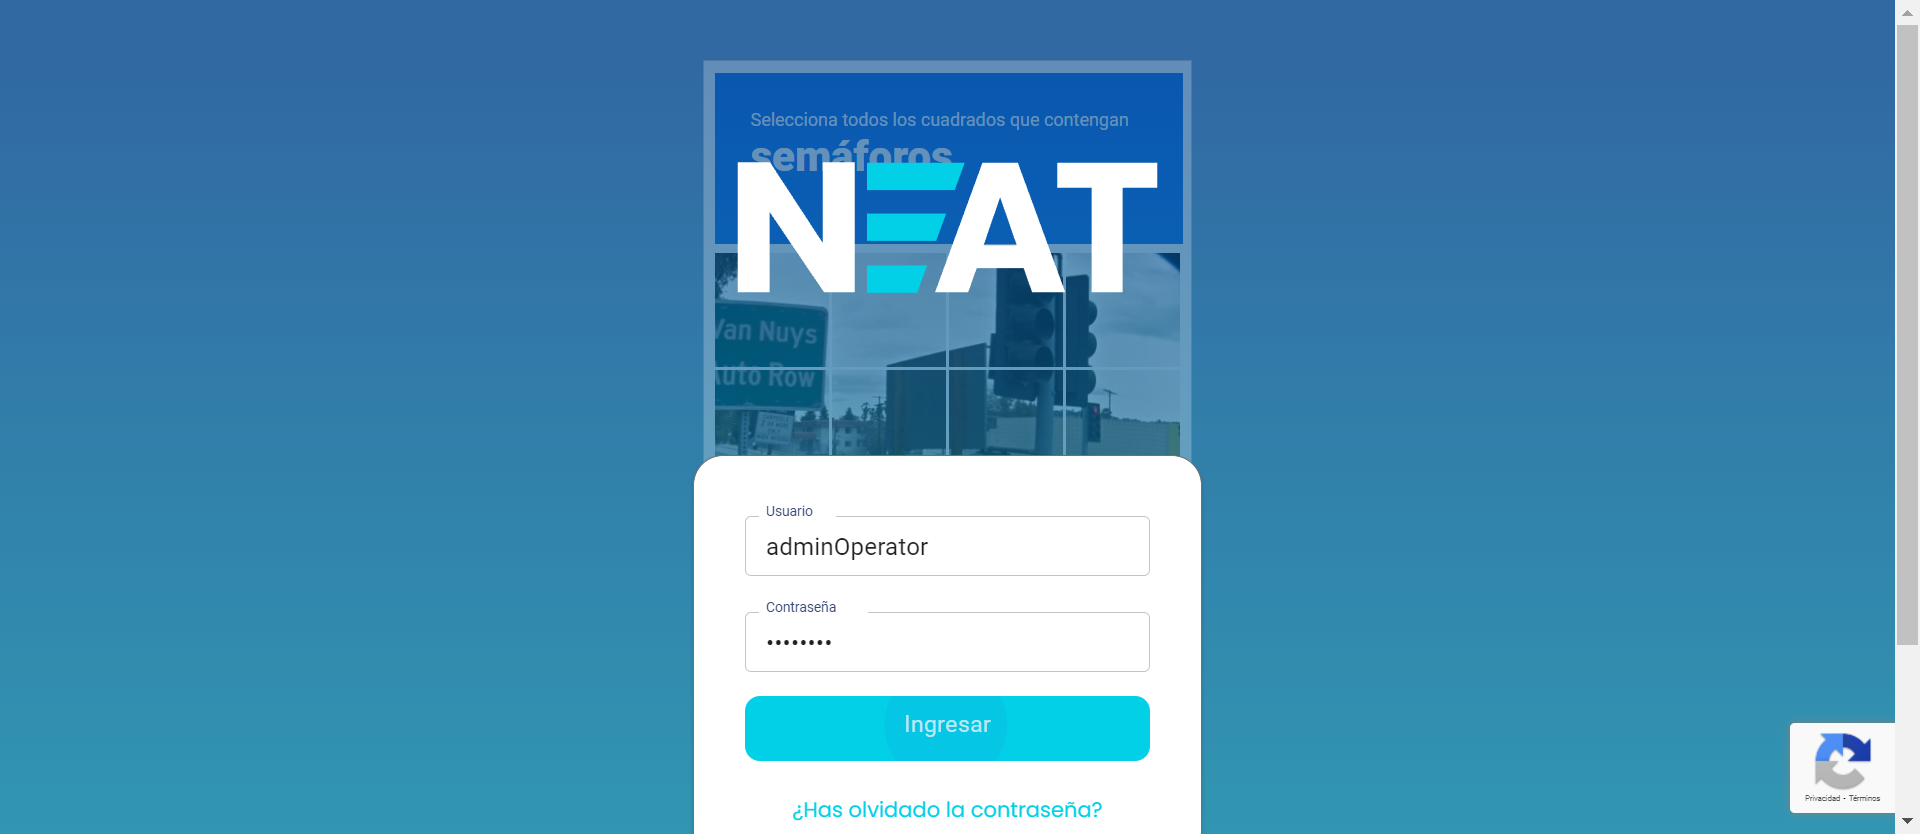 Selecciona todos los cuadrados que contengan
semáforos
NEAT
Van Nuys
Auto Row
Usuario
adminOperator
Contraseña
••••••••
Ingresar
¿Has olvidado la contraseña?
Privacidad - Términos